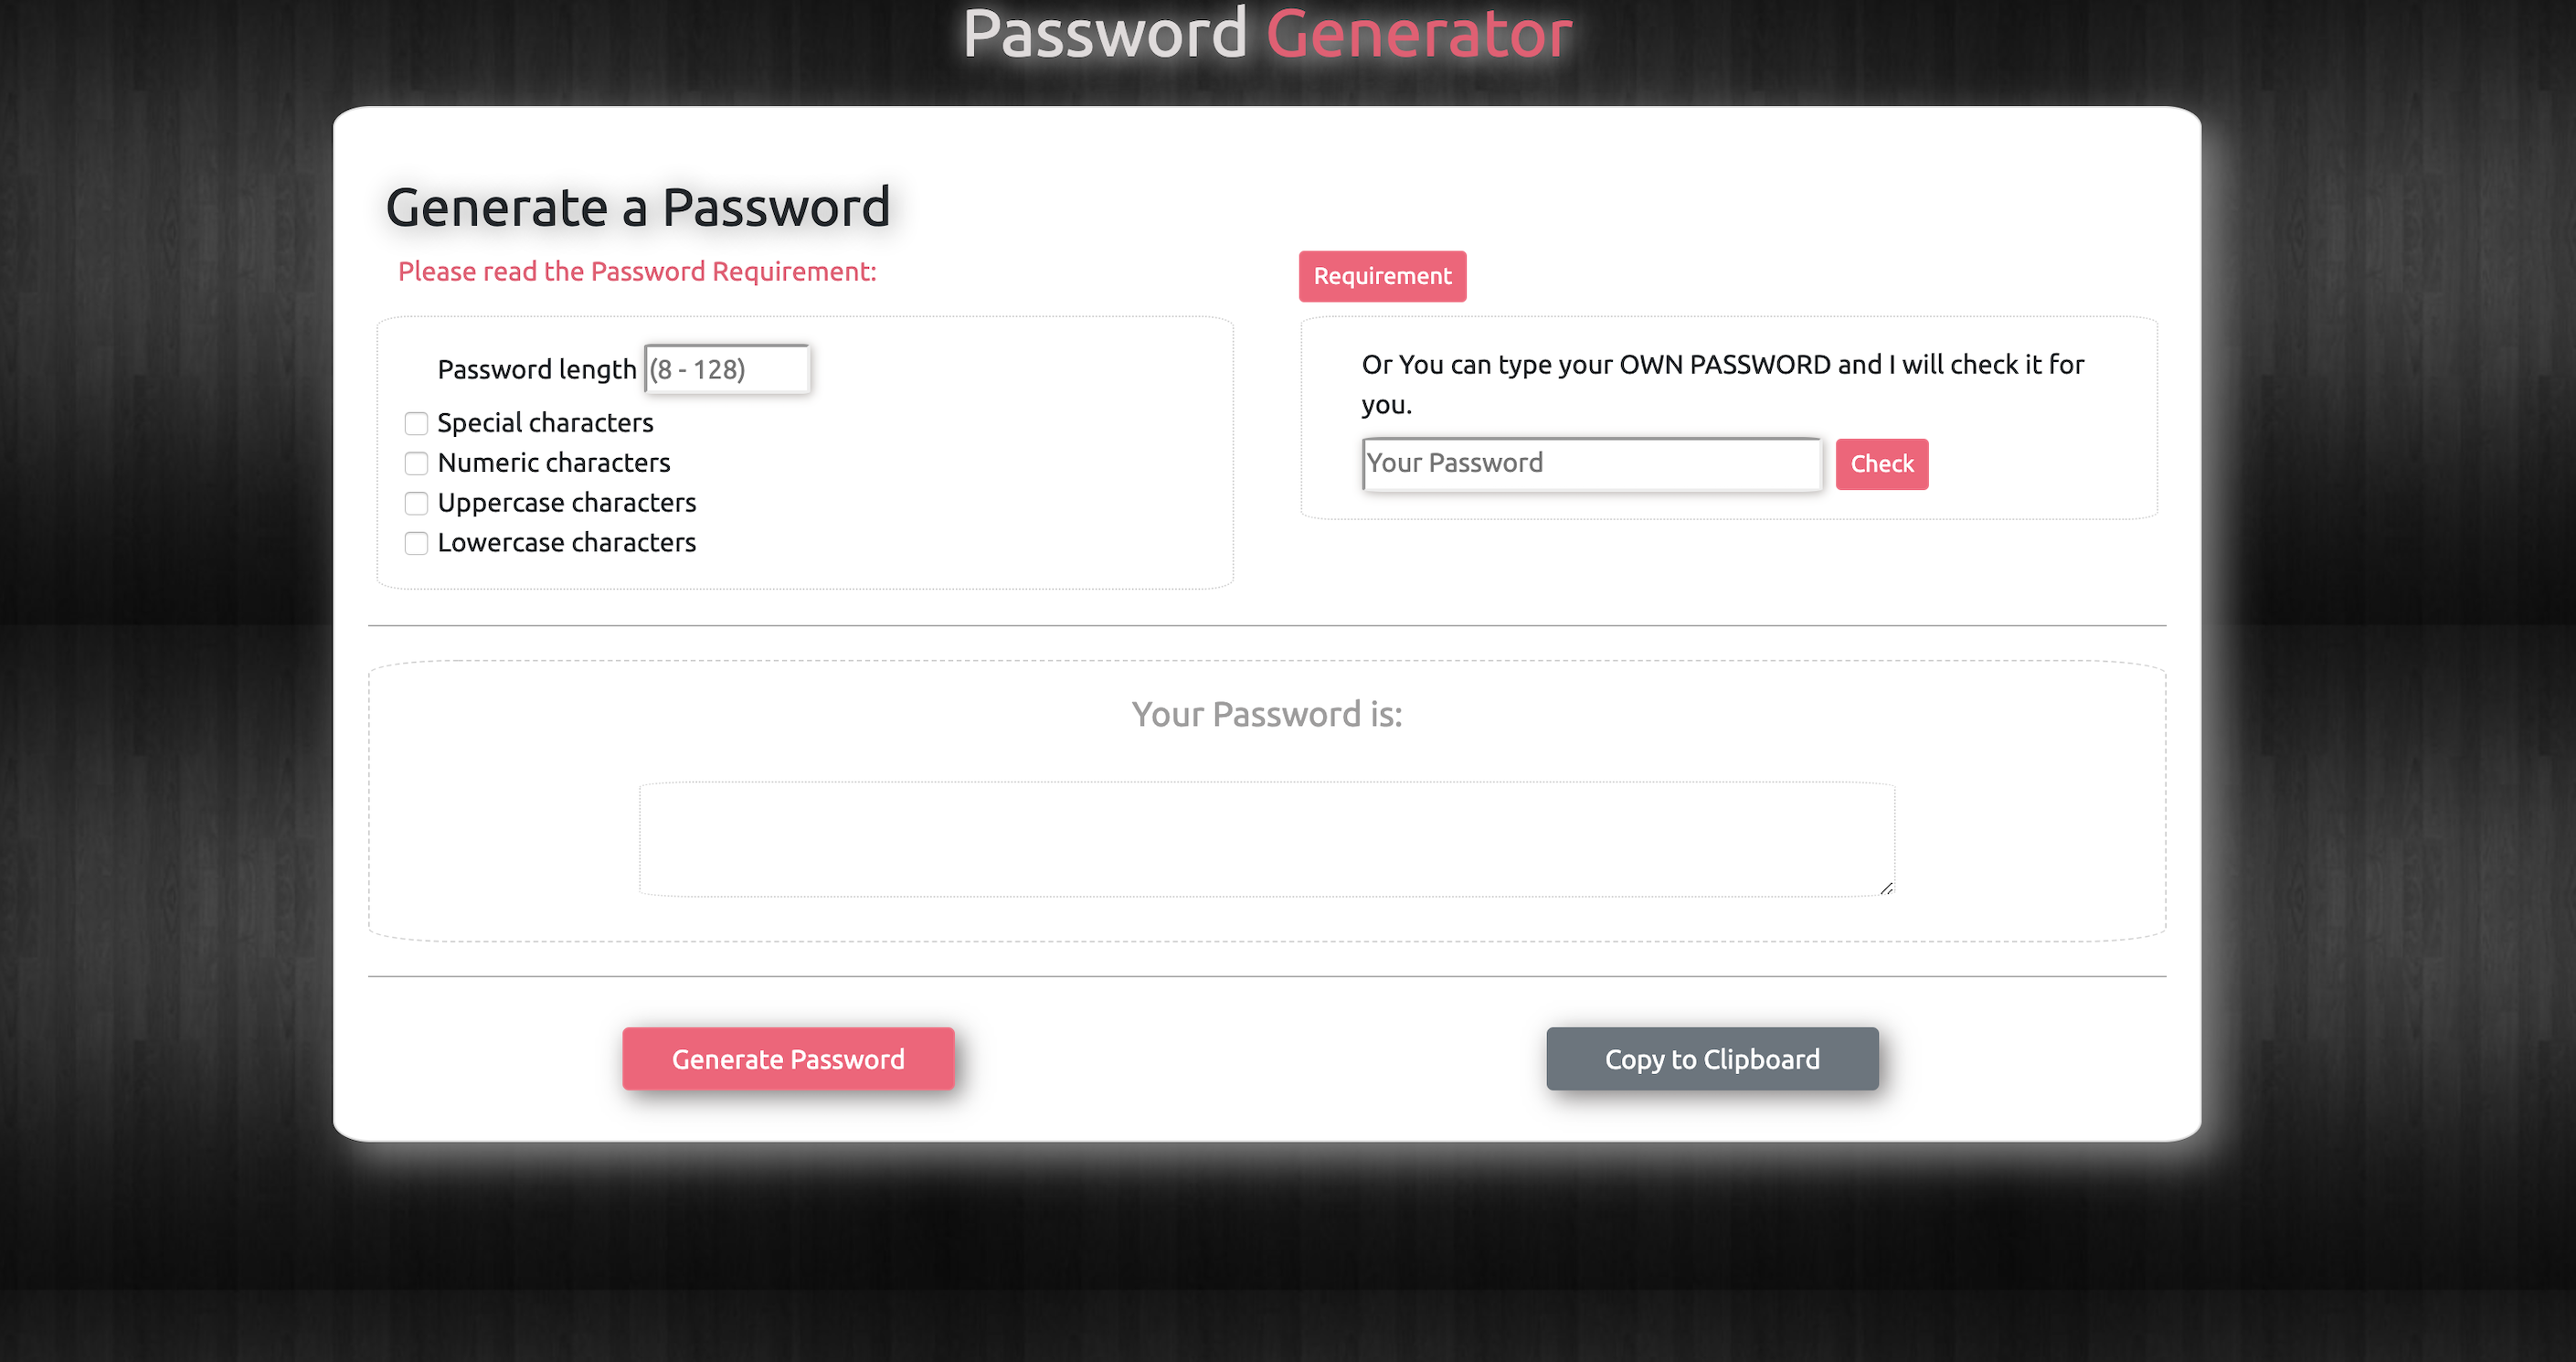 Password Generator
Generate a Password
Please read the Password Requirement:
Requirement
Password length (8 - 128)
Special characters
Numeric characters
Uppercase characters
Lowercase characters
Or You can type your OWN PASSWORD and I will check it for
you.
Your Password
Check
Your Password is:
Generate Password
Copy to Clipboard